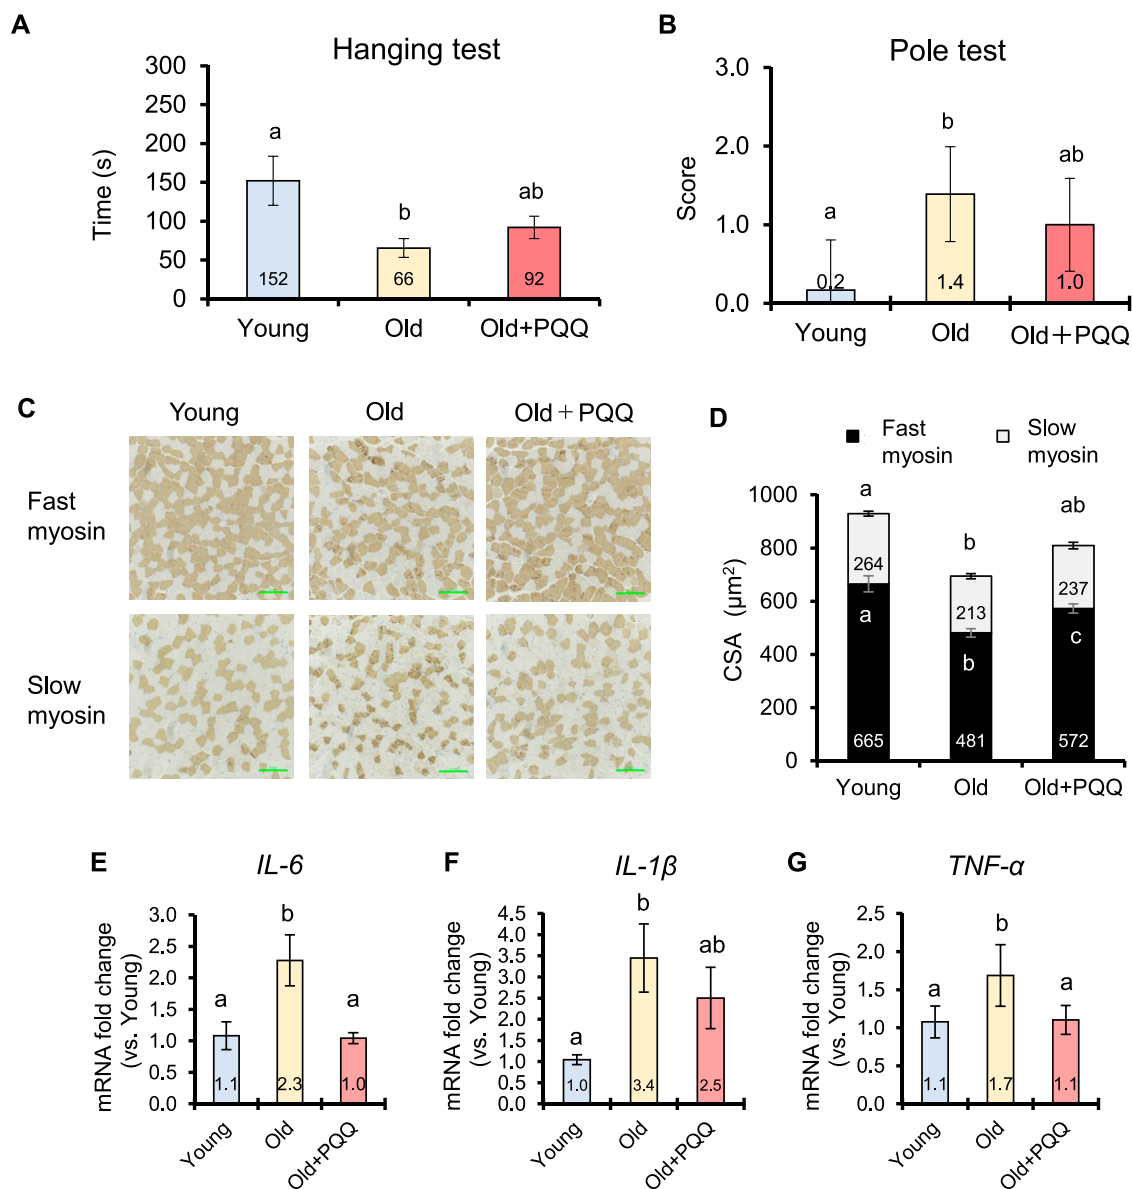 A
Hanging test
Time (s)
300
250
200
150
100
50
0
a
b
ab
152
66
92
Young
Old
Old+PQQ
B
Pole test
Score
3.0
2.0
1.0
0.0
a
b
ab
0.2
1.4
1.0
Young
Old
Old+PQQ
C
Young
Old
Old+PQQ
Fast
myosin
Slow
myosin
D
Fast
myosin
Slow
myosin
CSA (μm²)
1000
800
600
400
200
0
a
b
ab
264
213
237
a
b
c
665
481
572
Young
Old
Old+PQQ
E
IL-6
mRNA fold change
(vs. Young)
3.0
2.5
2.0
1.5
1.0
0.5
0.0
a
b
a
1.1
2.3
1.0
Young
Old
Old+PQQ
F
IL-1β
mRNA fold change
(vs. Young)
4.5
3.5
3.5
2.5
2.5
1.5
1.5
0.5
0.0
a
b
ab
1.0
3.4
2.5
Young
Old
Old+PQQ
G
TNF-α
mRNA fold change
(vs. Young)
2.5
2.0
1.5
1.0
0.5
0.0
a
b
a
1.1
1.7
1.1
Young
Old
Old+PQQ